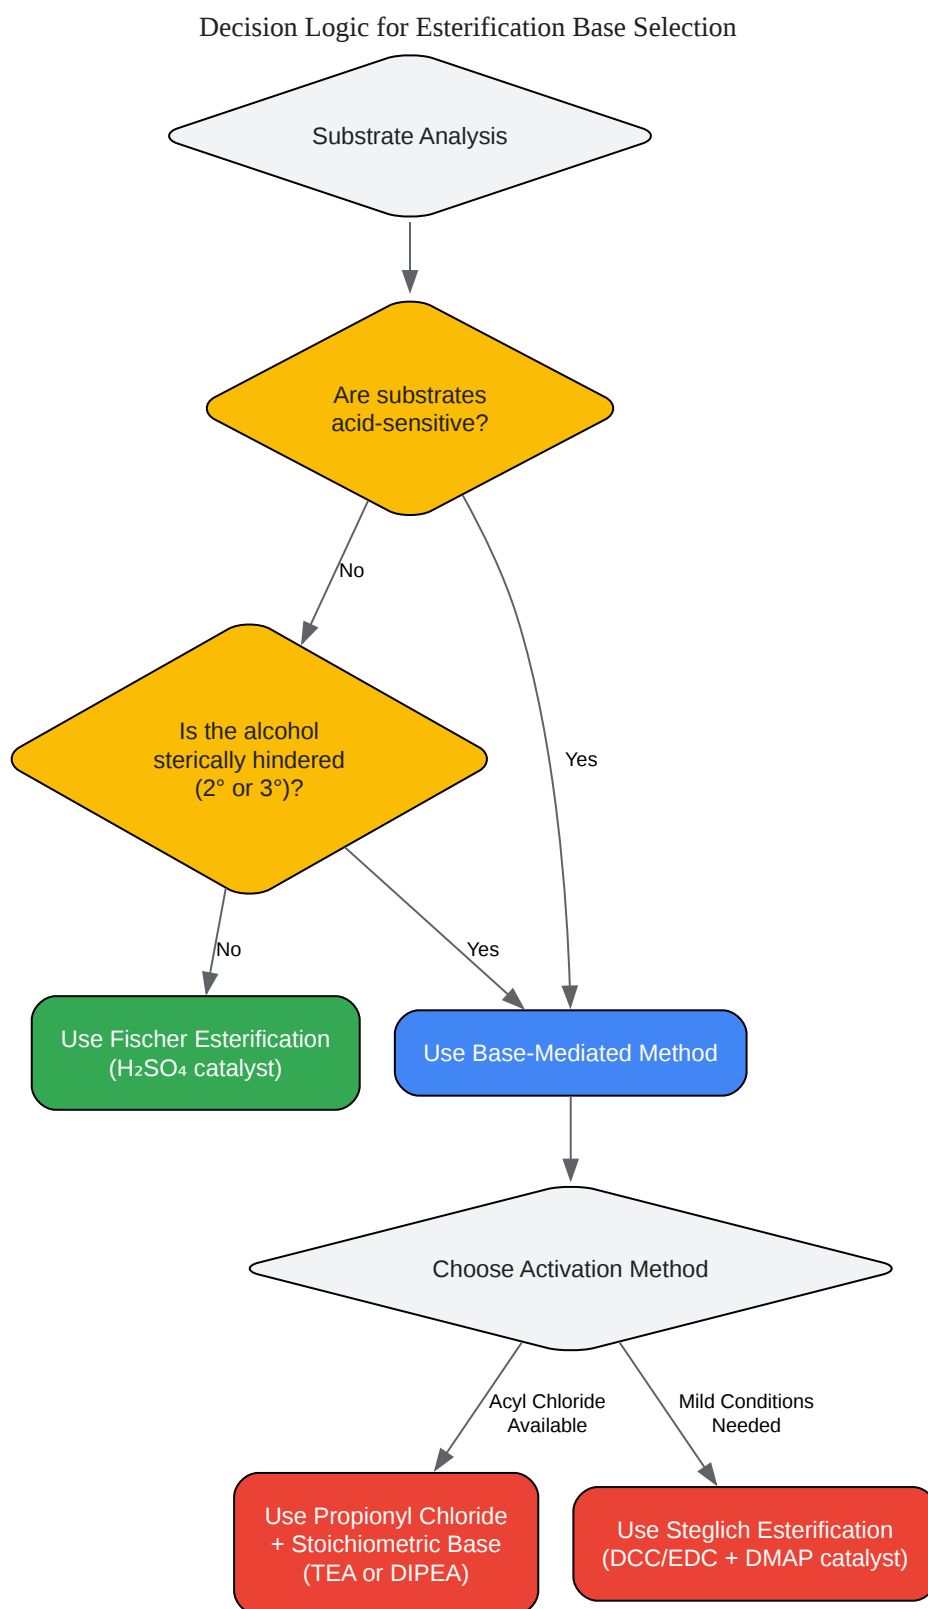 Decision Logic for Esterification Base Selection
Substrate Analysis
Are substrates
acid-sensitive?
No
Yes
Is the alcohol
sterically hindered
(2° or 3°)?
No
Yes
Use Fischer Esterification
(H₂SO₄ catalyst)
Use Base-Mediated Method
Choose Activation Method
Acyl Chloride
Available
Mild Conditions
Needed
Use Propionyl Chloride
+ Stoichiometric Base
(TEA or DIPEA)
Use Steglich Esterification
(DCC/EDC + DMAP catalyst)